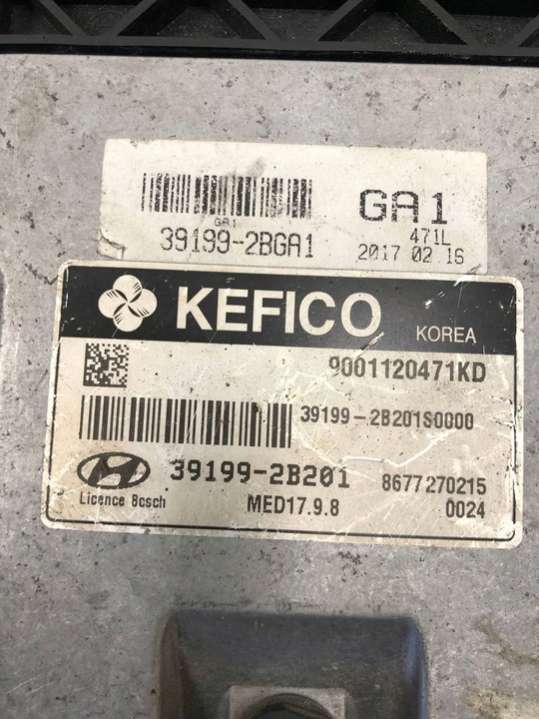 GA1
GA1
39199-2BGA1
471L
2017 02 16
KEFICO KOREA
9001120471KD
39199-2B201S0000
39199-2B201
8677270215
Licence Bosch
MED17.9.8
0024